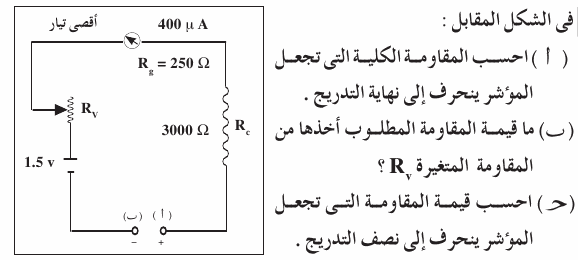 فى الشكل المقابل :
( أ ) احسب المقاومة الكلية التى تجعل
المؤشر ينحرف إلى نهاية التدريج .
(ب) ما قيمة المقاومة المطلوب أخذها من
المقاومة المتغيرة Rv ؟
(حـ) احسب قيمة المقاومة التى تجعل
المؤشر ينحرف إلى نصف التدريج .
أقصى تيار 400 μ A
Rg = 250 Ω
Rv
3000 Ω Rc
1.5 v
(ب) ( أ )
− +